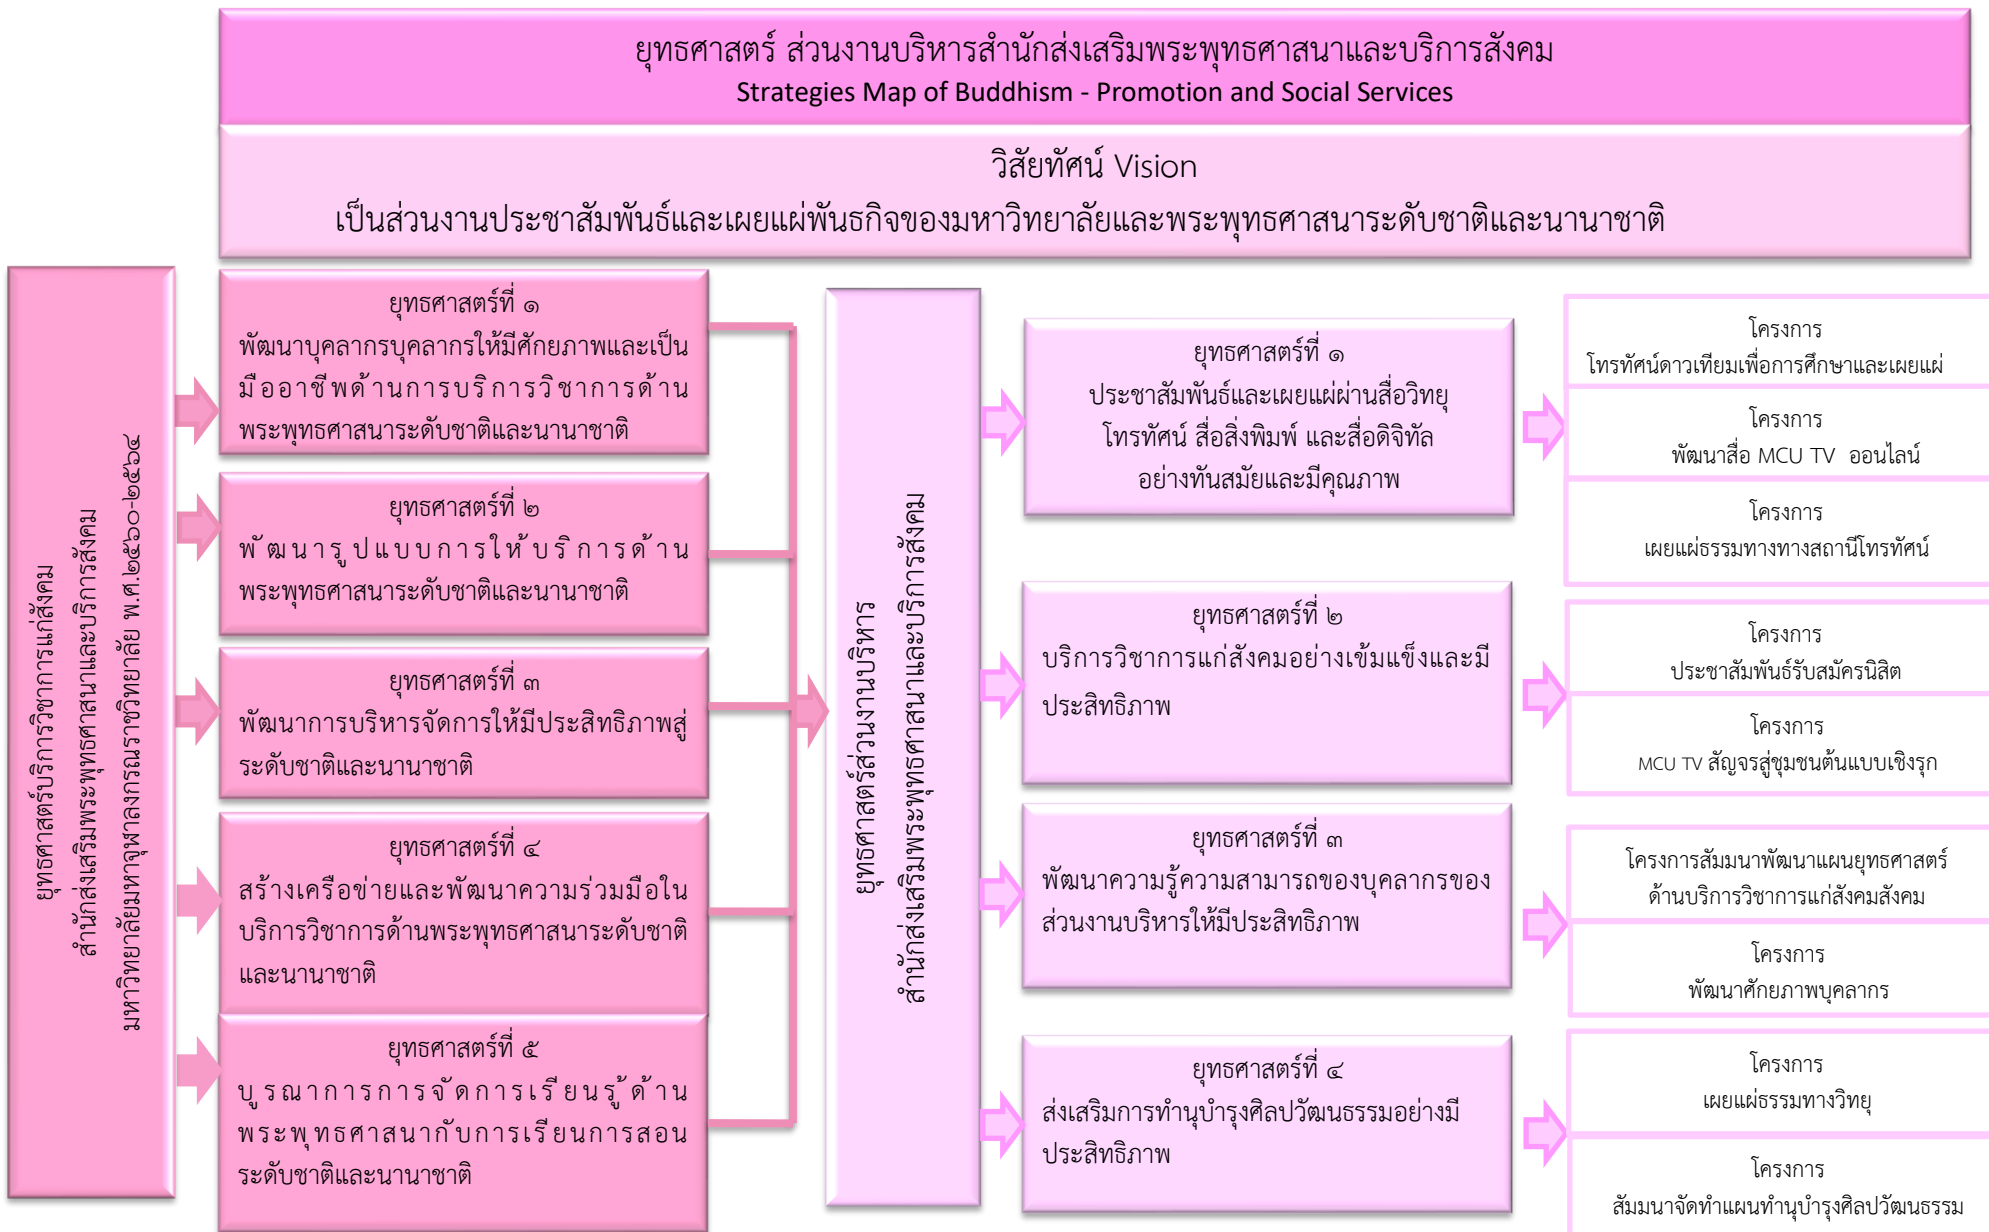 ยุทธศาสตร์ ส่วนงานบริหารสำนักส่งเสริมพระพุทธศาสนาและบริการสังคม
Strategies Map of Buddhism - Promotion and Social Services
วิสัยทัศน์ Vision
เป็นส่วนงานประชาสัมพันธ์และเผยแผ่พันธกิจของมหาวิทยาลัยและพระพุทธศาสนาระดับชาติและนานาชาติ
ยุทธศาสตร์บริการวิชาการแก่สังคม
สำนักส่งเสริมพระพุทธศาสนาและบริการสังคม
มหาวิทยาลัยมหาจุฬาลงกรณราชวิทยาลัย พ.ศ.๒๕๖๐-๒๕๖๔
ยุทธศาสตร์ที่ ๑
พัฒนาบุคลากรบุคลากรให้มีศักยภาพและเป็น
มืออาชีพด้านการบริการวิชาการด้าน
พระพุทธศาสนาระดับชาติและนานาชาติ
ยุทธศาสตร์ที่ ๒
พัฒนารูปแบบการให้บริการด้าน
พระพุทธศาสนาระดับชาติและนานาชาติ
ยุทธศาสตร์ที่ ๓
พัฒนาการบริหารจัดการให้มีประสิทธิภาพสู่
ระดับชาติและนานาชาติ
ยุทธศาสตร์ที่ ๔
สร้างเครือข่ายและพัฒนาความร่วมมือใน
บริการวิชาการด้านพระพุทธศาสนาระดับชาติ
และนานาชาติ
ยุทธศาสตร์ที่ ๕
บูรณาการการจัดการเรียนรู้ด้าน
พระพุทธศาสนากับการเรียนการสอน
ระดับชาติและนานาชาติ
ยุทธศาสตร์ส่วนงานบริหาร
สำนักส่งเสริมพระพุทธศาสนาและบริการสังคม
ยุทธศาสตร์ที่ ๑
ประชาสัมพันธ์และเผยแผ่ผ่านสื่อวิทยุ
โทรทัศน์ สื่อสิ่งพิมพ์ และสื่อดิจิทัล
อย่างทันสมัยและมีคุณภาพ
ยุทธศาสตร์ที่ ๒
บริการวิชาการแก่สังคมอย่างเข้มแข็งและมี
ประสิทธิภาพ
ยุทธศาสตร์ที่ ๓
พัฒนาความรู้ความสามารถของบุคลากรของ
ส่วนงานบริหารให้มีประสิทธิภาพ
ยุทธศาสตร์ที่ ๔
ส่งเสริมการทำนุบำรุงศิลปวัฒนธรรมอย่างมี
ประสิทธิภาพ
โครงการ
โทรทัศน์ดาวเทียมเพื่อการศึกษาและเผยแผ่
โครงการ
พัฒนาสื่อ MCU TV ออนไลน์
โครงการ
เผยแผ่ธรรมทางทางสถานีโทรทัศน์
โครงการ
ประชาสัมพันธ์รับสมัครนิสิต
โครงการ
MCU TV สัญจรสู่ชุมชนต้นแบบเชิงรุก
โครงการสัมมนาพัฒนาแผนยุทธศาสตร์
ด้านบริการวิชาการแก่สังคมสังคม
โครงการ
พัฒนาศักยภาพบุคลากร
โครงการ
เผยแผ่ธรรมทางวิทยุ
โครงการ
สัมมนาจัดทำแผนทำนุบำรุงศิลปวัฒนธรรม